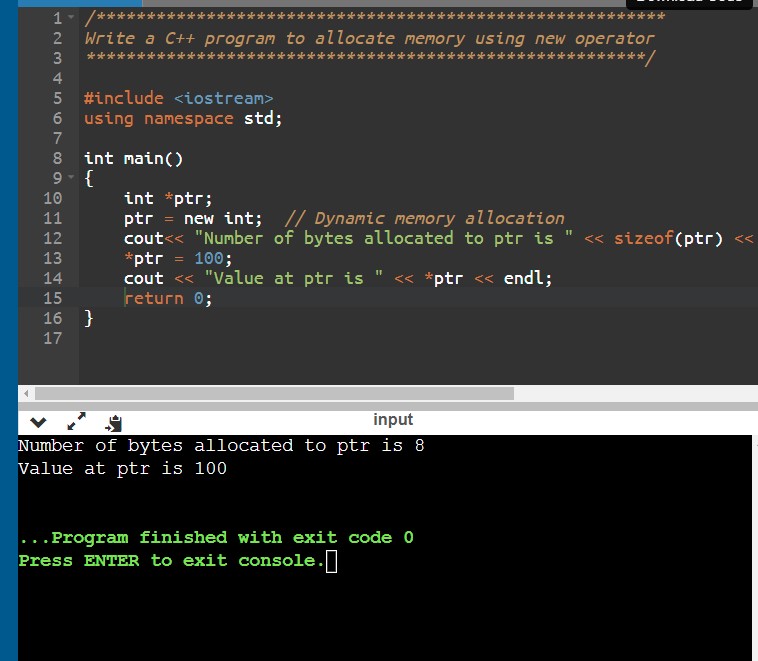 1 /*********************************************************
2 Write a C++ program to allocate memory using new operator
3 ********************************************************/
4
5 #include <iostream>
6 using namespace std;
7
8 int main()
9 {
10 int *ptr;
11 ptr = new int; // Dynamic memory allocation
12 cout<< "Number of bytes allocated to ptr is " << sizeof(ptr) <<
13 *ptr = 100;
14 cout << "Value at ptr is " << *ptr << endl;
15 return 0;
16 }
17
input
Number of bytes allocated to ptr is 8
Value at ptr is 100
...Program finished with exit code 0
Press ENTER to exit console.